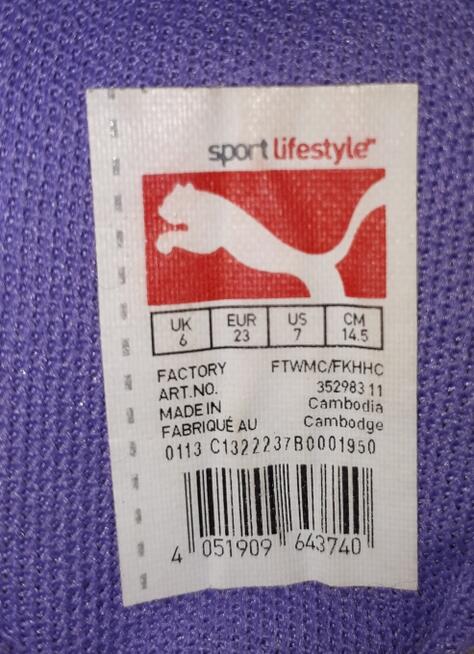 sport lifestyle™
UK EUR US CM
6 23 7 14.5
FACTORY FTWMC/FKHHC
ART.NO. 352983 11
MADE IN Cambodia
FABRIQUÉ AU Cambodge
0113 C1322237B0001950
4 051909 643740